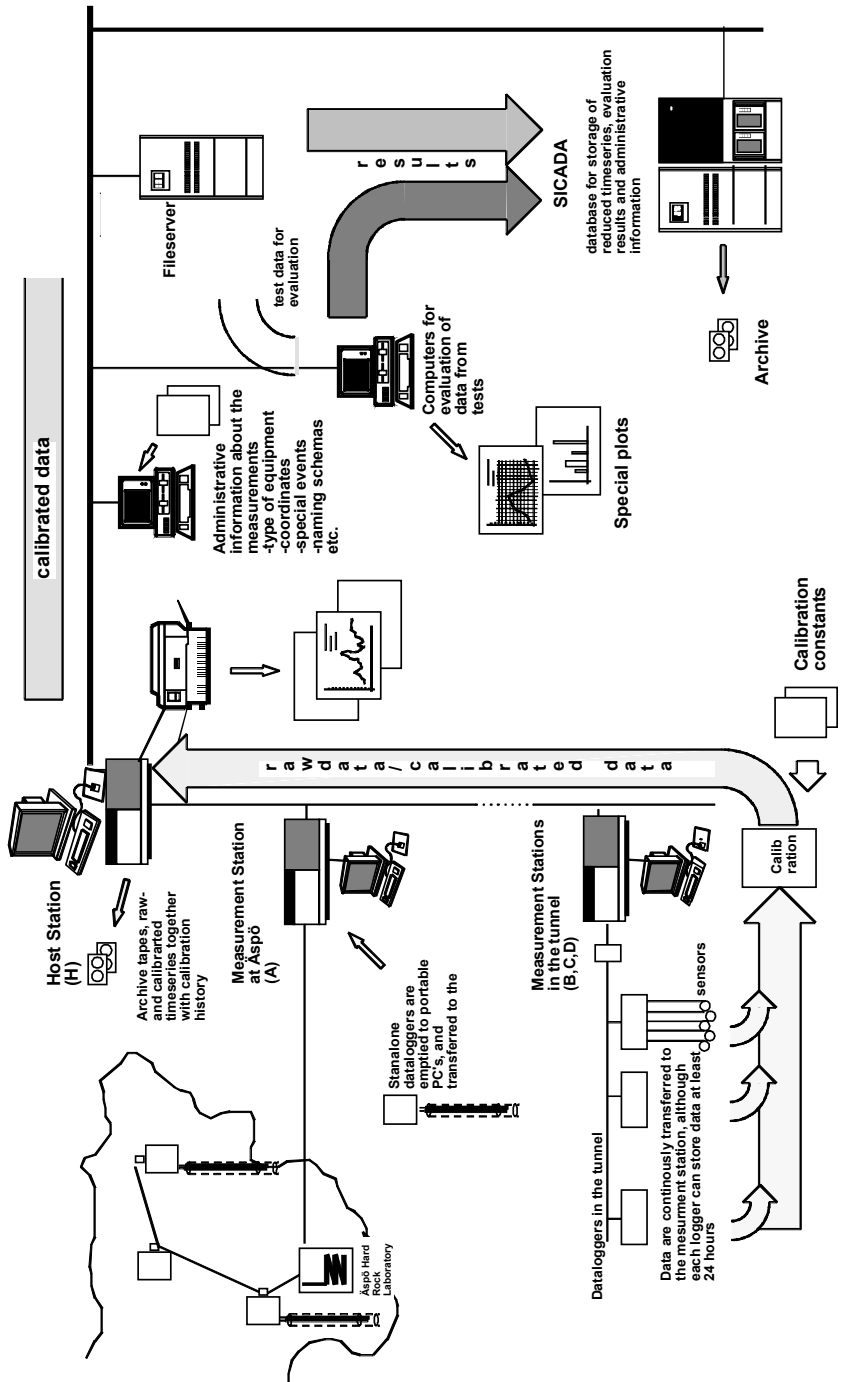 calibrated data
Host Station
(H)
Archive tapes, raw-
and calibrarted
timeseries together
with calibration
history
Measurement Station
at Äspö
(A)
Stanalone
dataloggers are
emptied to portable
PC's, and
transferred to the
Äspö Hard
Rock
Laboratory
Measurement Stations
in the tunnel
(B,C,D)
Dataloggers in the tunnel
sensors
Data are continously transferred to
the mesurment station, although
each logger can store data at least
24 hours
Calib
ration
Calibration
constants
rawdata/calibrated data
Administrative
information about the
measurements
-type of equipment
-coordinates
-special events
-naming schemas
etc.
Fileserver
test data for
evaluation
Computers for
evaluation of
data from
tests
Special plots
results
SICADA
database for storage of
reduced timeseries, evaluation
results and administrative
information
Archive